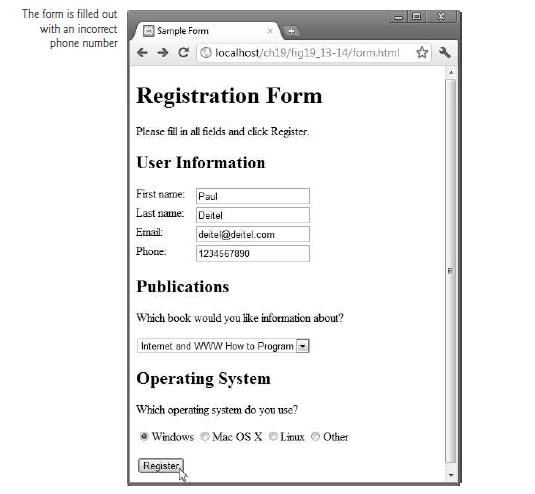 The form is filled out
with an incorrect
phone number
Sample Form
localhost/ch19/fig19_13-14/form.html
Registration Form
Please fill in all fields and click Register.
User Information
First name: Paul
Last name: Deitel
Email: deitel@deitel.com
Phone: 1234567890
Publications
Which book would you like information about?
Internet and WWW How to Program
Operating System
Which operating system do you use?
Windows Mac OS X Linux Other
Register